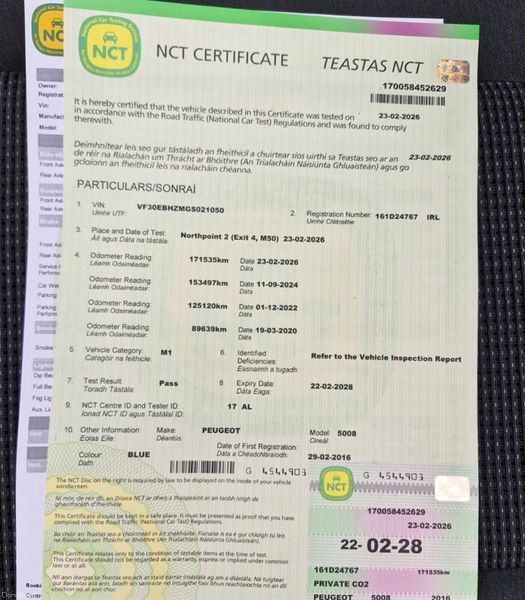 National Car Testing Service
NCT
NCT CERTIFICATE
TEASTAS NCT
170058452629
It is hereby certified that the vehicle described in this Certificate was tested on 23-02-2026
in accordance with the Road Traffic (National Car Test) Regulations and was found to comply
therewith.
Deimhnítear leis seo gur tástáladh an fheithicil a chuirtear síos uirthi sa Teastas seo ar an 23-02-2026
de réir na Rialachán um Thrácht ar Bhóithre (An Trialacháin Náisiúnta Ghluaisteán) agus go
gcloíonn an fheithicil leis na rialacháin chéanna.
PARTICULARS/SONRAÍ
1. VIN: VF30EBHZMGS021050
Uimhir UTF:
2. Registration Number 161D24767 IRL
Uimhir Chláraithe:
3. Place and Date of Test: Northpoint 2 (Exit 4, M50) 23-02-2026
Áit agus Dáta na tástála:
4. Odometer Reading: 171535km Date 23-02-2026
Léamh Odaiméadair: Dáta
Odometer Reading: 153497km Date 11-09-2024
Léamh Odaiméadair: Dáta
Odometer Reading: 125120km Date 01-12-2022
Léamh Odaiméadair: Dáta
Odometer Reading: 89639km Date 19-03-2020
Léamh Odaiméadair: Dáta
5. Vehicle Category: M1
Catagóir na feithicle:
6. Identified Refer to the Vehicle Inspection Report
Deficiencies:
Easnaimh a tugadh:
7. Test Result: Pass
Toradh Tástála:
8. Expiry Date: 22-02-2028
Dáta Éaga:
9. NCT Centre ID and Tester ID: 17 AL
Ionad NCT ID agus Tástálaí ID:
10. Other Information: Make: PEUGEOT Model: 5008
Eolas Eile: Déantús: Cineál:
Date of First Registration: 29-02-2016
Dáta a Chéadchláraidh:
Colour: BLUE
Dath:
G 4544903
G 4544903
The NCT Disc on the right is required by law to be displayed on the inside of your vehicle
windscreen.
This Certificate should be kept in a safe place. It must be presented as proof that you have
complied with the Road Traffic (National Car Test) Regulations.
This Certificate relates only to the condition of testable items at the time of test.
This Certificate should not be regarded as a warranty, express or implied under common
law or at all.
NCT
170058452629
23-02-2026
22-02-28
161D24767 171535km
PRIVATE CO2
PEUGEOT 5008 2016
Owner:
Vin:
Model: